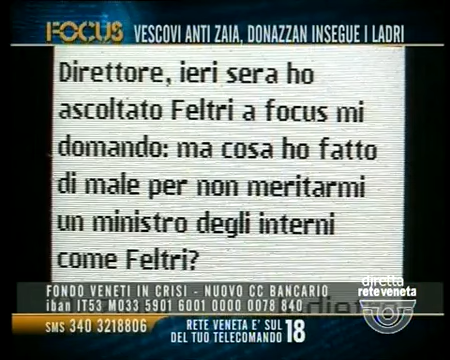 FOCUS VESCOVI ANTI ZAIA, DONAZZAN INSEGUE I LADRI
Direttore, ieri sera ho
ascoltato Feltri a focus mi
domando: ma cosa ho fatto
di male per non meritarmi
un ministro degli interni
come Feltri?
FONDO VENETI IN CRISI - NUOVO CC BANCARIO
iban IT53 M033 5901 6001 0000 0078 840
diretta
reteveneta
SMS 340 3218806
RETE VENETA E' SUL
DEL TUO TELECOMANDO 18